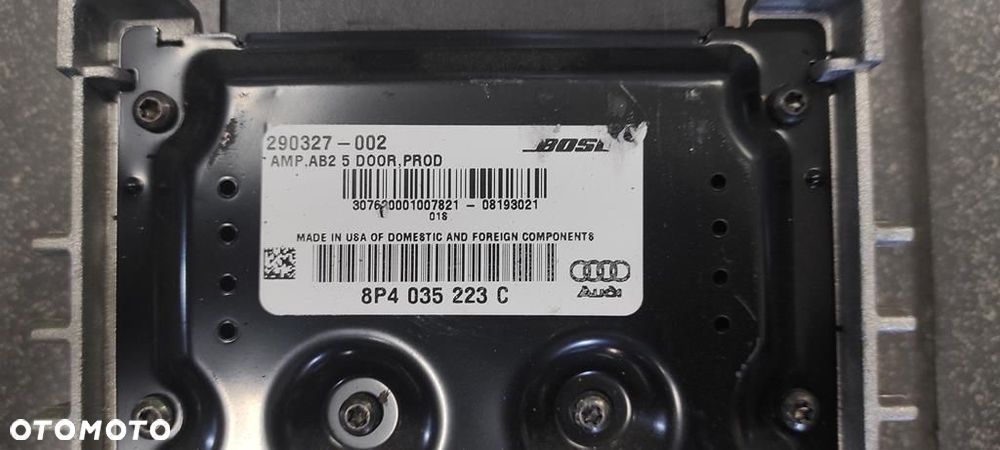 290327-002
BOSE
AMP,AB2 5 DOOR,PROD
307620001007821 - 08193021
01S
MADE IN USA OF DOMESTIC AND FOREIGN COMPONENTS
8P4 035 223 C
Audi
OTOMOTO